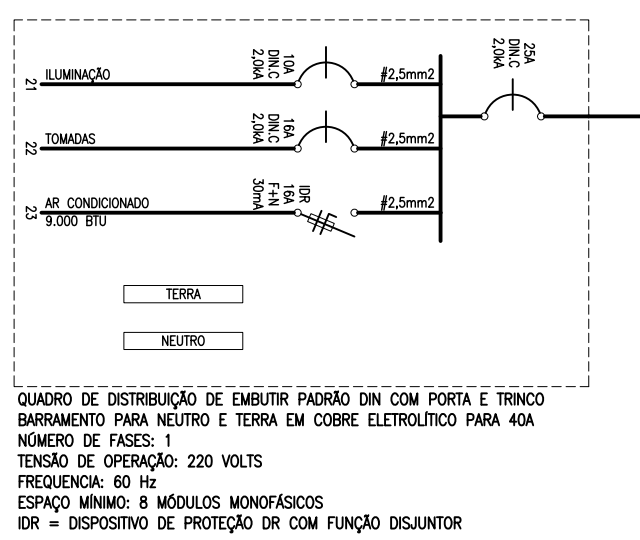 21
ILUMINAÇÃO
10A
DIN.C
2,0kA
#2,5mm2
25A
DIN.C
2,0kA
22
TOMADAS
16A
DIN.C
2,0kA
#2,5mm2
23
AR CONDICIONADO
9.000 BTU
IDR
16A
F+N
30mA
#2,5mm2
TERRA
NEUTRO
QUADRO DE DISTRIBUIÇÃO DE EMBUTIR PADRÃO DIN COM PORTA E TRINCO
BARRAMENTO PARA NEUTRO E TERRA EM COBRE ELETROLÍTICO PARA 40A
NÚMERO DE FASES: 1
TENSÃO DE OPERAÇÃO: 220 VOLTS
FREQUENCIA: 60 Hz
ESPAÇO MÍNIMO: 8 MÓDULOS MONOFÁSICOS
IDR = DISPOSITIVO DE PROTEÇÃO DR COM FUNÇÃO DISJUNTOR